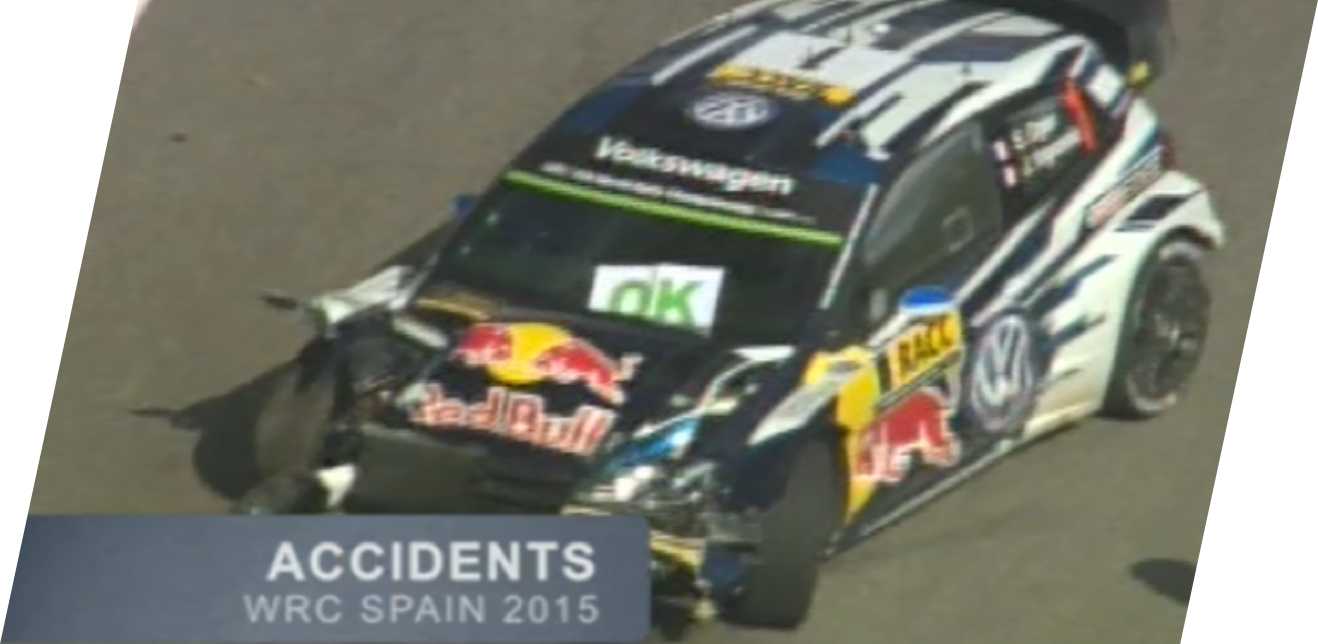 Volkswagen
OK
Red Bull
RACC
ACCIDENTS
WRC SPAIN 2015